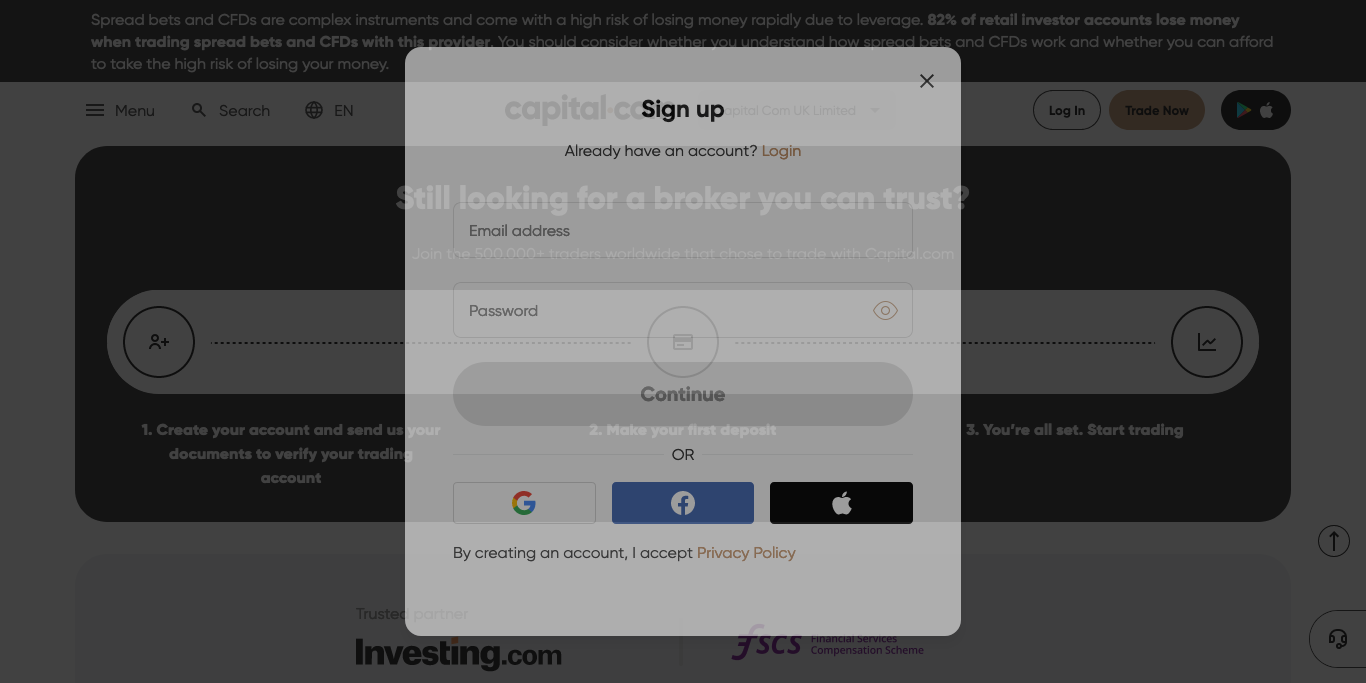 Spread bets and CFDs are complex instruments and come with a high risk of losing money rapidly due to leverage. 82% of retail investor accounts lose money
when trading spread bets and CFDs with this provider. You should consider whether you understand how spread bets and CFDs work and whether you can afford
to take the high risk of losing your money.
Menu
Search
EN
capital.co
Capital Com UK Limited
Log In
Trade Now
Sign up
Already have an account? Login
Still looking for a broker you can trust?
Email address
Join the 500.000+ traders worldwide that chose to trade with Capital.com
Password
Continue
1. Create your account and send us your
documents to verify your trading
account
2. Make your first deposit
3. You’re all set. Start trading
OR
By creating an account, I accept Privacy Policy
Trusted partner
Investing.com
FSCS
Financial Services
Compensation Scheme